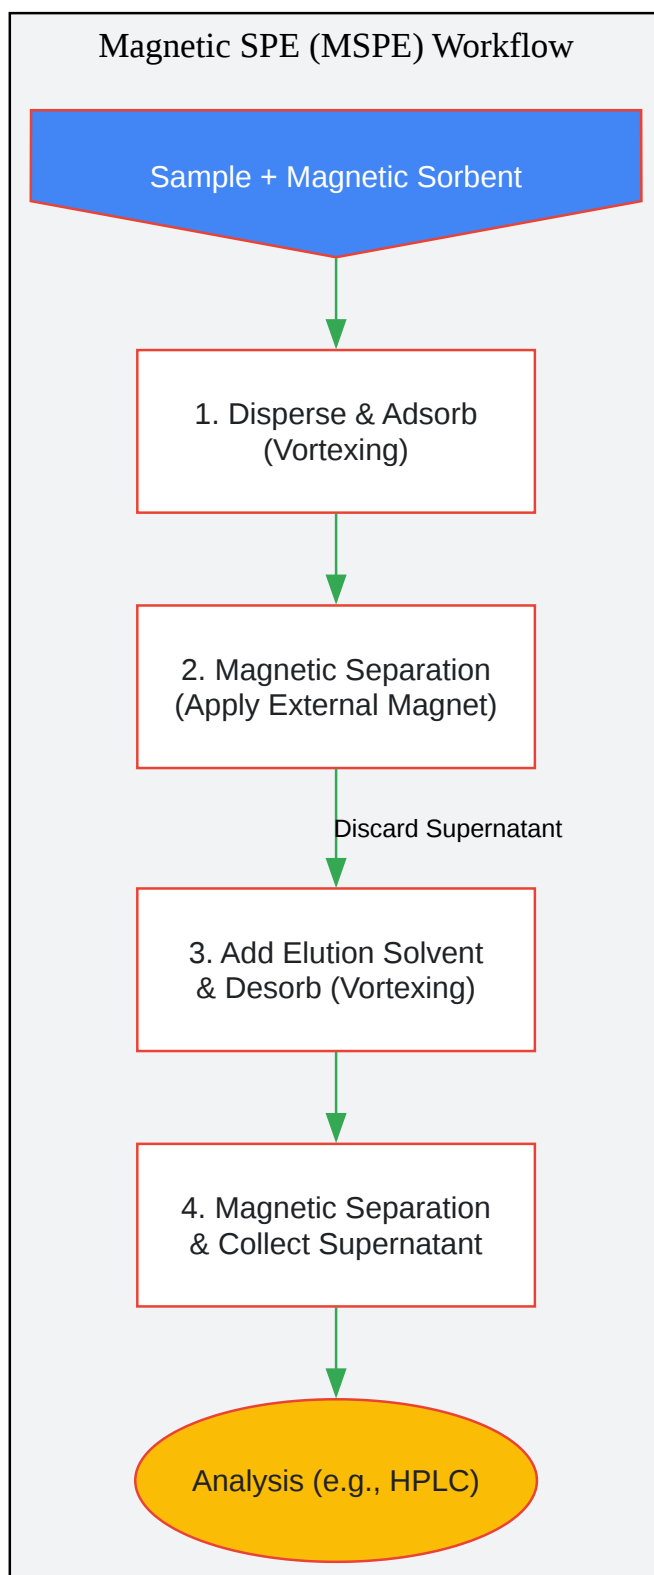 Magnetic SPE (MSPE) Workflow
Sample + Magnetic Sorbent
1. Disperse & Adsorb
(Vortexing)
2. Magnetic Separation
(Apply External Magnet)
Discard Supernatant
3. Add Elution Solvent
& Desorb (Vortexing)
4. Magnetic Separation
& Collect Supernatant
Analysis (e.g., HPLC)